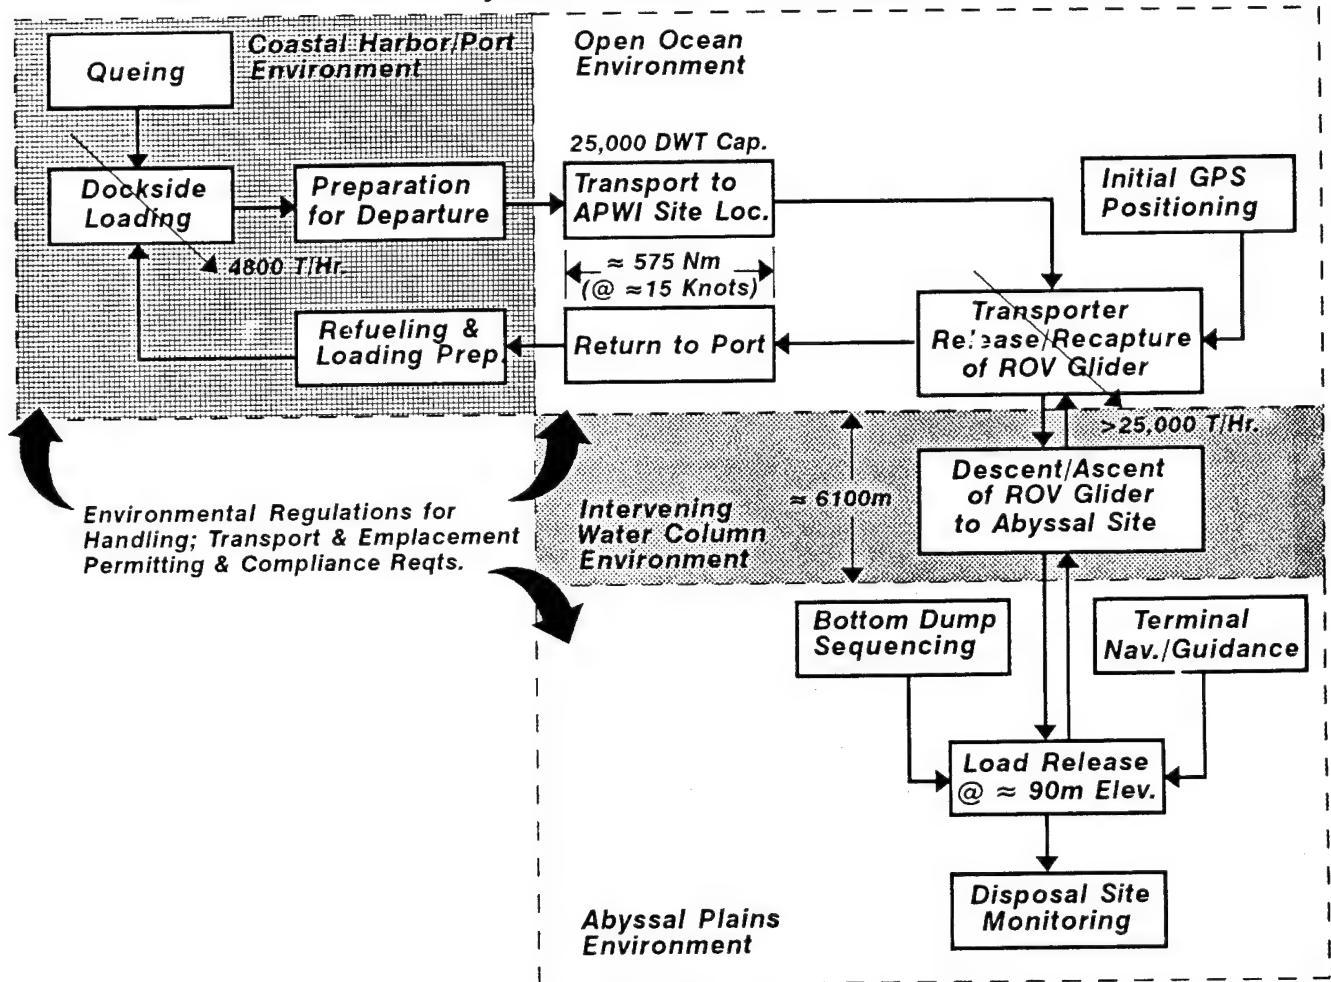 Coastal Harbor/Port
Environment
Queing
Open Ocean
Environment
25,000 DWT Cap.
Dockside
Loading
Preparation
for Departure
Transport to
APWI Site Loc.
Initial GPS
Positioning
4800 T/Hr.
≈ 575 Nm
(@ ≈15 Knots)
Refueling &
Loading Prep.
Return to Port
Transporter
Release/Recapture
of ROV Glider
>25,000 T/Hr.
Environmental Regulations for
Handling; Transport & Emplacement
Permitting & Compliance Reqts.
Intervening
Water Column
Environment
≈ 6100m
Descent/Ascent
of ROV Glider
to Abyssal Site
Bottom Dump
Sequencing
Terminal
Nav./Guidance
Load Release
@ ≈ 90m Elev.
Disposal Site
Monitoring
Abyssal Plains
Environment